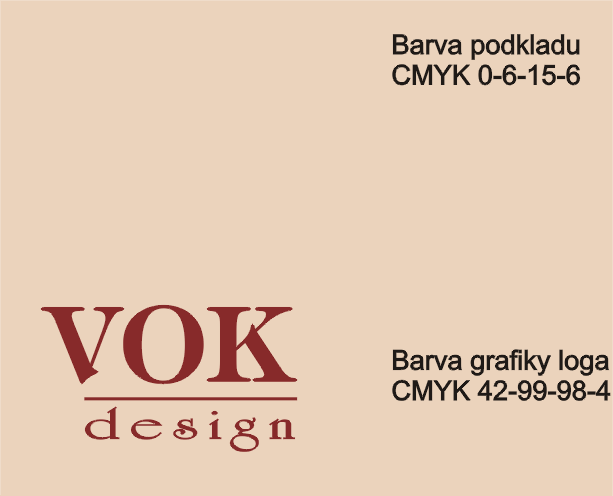 Barva podkladu
CMYK 0-6-15-6
VOK
design
Barva grafiky loga
CMYK 42-99-98-4